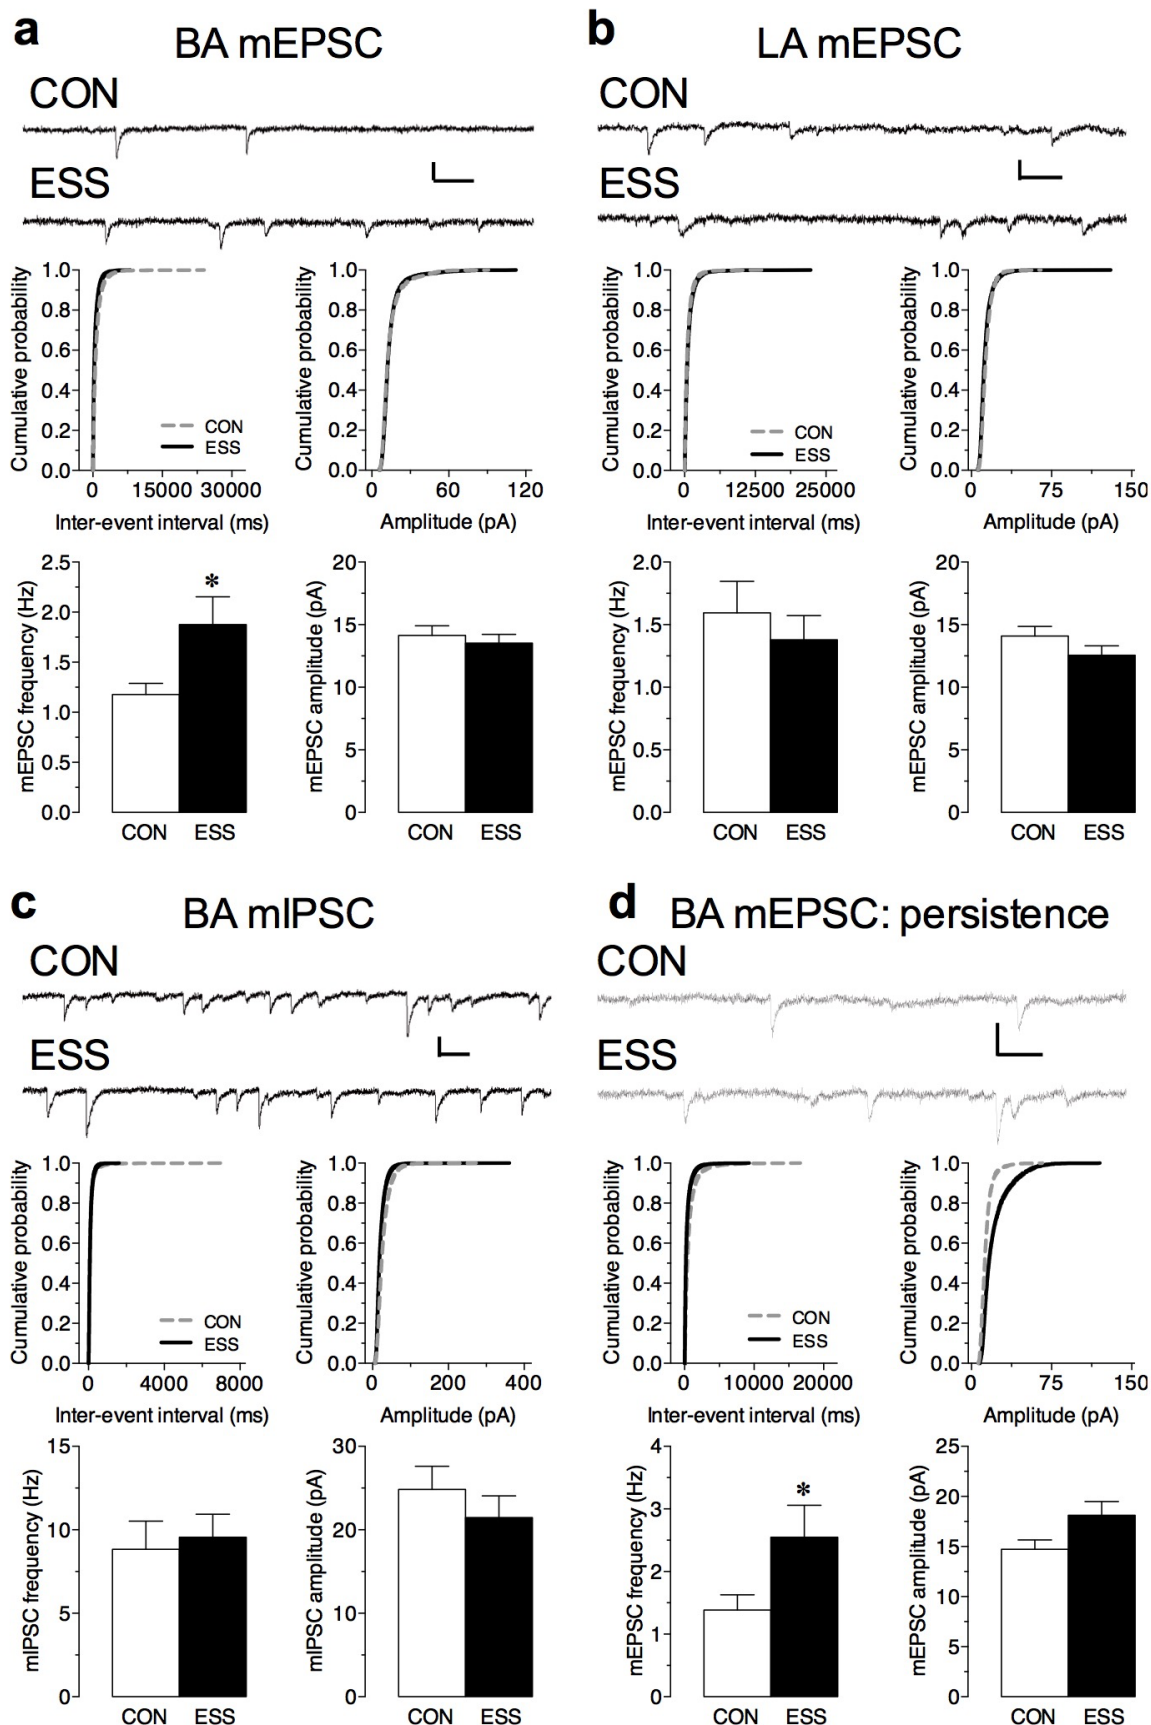 a BA mEPSC
CON
ESS
Cumulative probability
1.0
0.8
0.6
0.4
0.2
0.0
CON
ESS
0 15000 30000
Inter-event interval (ms)
Cumulative probability
1.0
0.8
0.6
0.4
0.2
0.0
0 60 120
Amplitude (pA)
mEPSC frequency (Hz)
2.5
2.0
1.5
1.0
0.5
0.0
*
CON ESS
mEPSC amplitude (pA)
20
15
10
5
0
CON ESS
b LA mEPSC
CON
ESS
Cumulative probability
1.0
0.8
0.6
0.4
0.2
0.0
CON
ESS
0 12500 25000
Inter-event interval (ms)
Cumulative probability
1.0
0.8
0.6
0.4
0.2
0.0
0 75 150
Amplitude (pA)
mEPSC frequency (Hz)
2.0
1.5
1.0
0.5
0.0
CON ESS
mEPSC amplitude (pA)
20
15
10
5
0
CON ESS
c BA mIPSC
CON
ESS
Cumulative probability
1.0
0.8
0.6
0.4
0.2
0.0
CON
ESS
0 4000 8000
Inter-event interval (ms)
Cumulative probability
1.0
0.8
0.6
0.4
0.2
0.0
0 200 400
Amplitude (pA)
mIPSC frequency (Hz)
15
10
5
0
CON ESS
mIPSC amplitude (pA)
30
20
10
0
CON ESS
d BA mEPSC: persistence
CON
ESS
Cumulative probability
1.0
0.8
0.6
0.4
0.2
0.0
CON
ESS
0 10000 20000
Inter-event interval (ms)
Cumulative probability
1.0
0.8
0.6
0.4
0.2
0.0
0 75 150
Amplitude (pA)
mEPSC frequency (Hz)
4
3
2
1
0
*
CON ESS
mEPSC amplitude (pA)
25
20
15
10
5
0
CON ESS